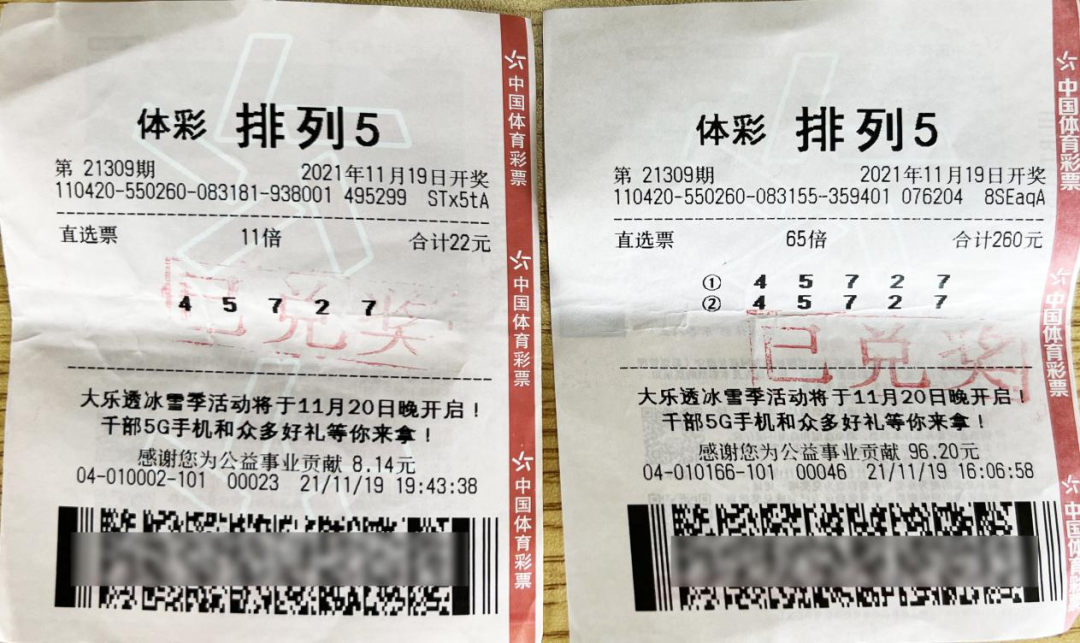 体彩 排列5
第 21309期 2021年11月19日开奖
110420-550260-083181-938001 495299 STx5tA
直选票 11倍 合计22元
4 5 7 2 7
已兑奖
大乐透冰雪季活动将于11月20日晚开启!
千部5G手机和众多好礼等你来拿!
感谢您为公益事业贡献 8.14元
04-010002-101 00023 21/11/19 19:43:38
中国体育彩票
中国体育彩票
中国体育彩票
体彩 排列5
第 21309期 2021年11月19日开奖
110420-550260-083155-359401 076204 8SEaqA
直选票 65倍 合计260元
① 4 5 7 2 7
② 4 5 7 2 7
已兑奖
大乐透冰雪季活动将于11月20日晚开启!
千部5G手机和众多好礼等你来拿!
感谢您为公益事业贡献 96.20元
04-010166-101 00046 21/11/19 16:06:58
中国体育彩票
中国体育彩票
中国体育彩票